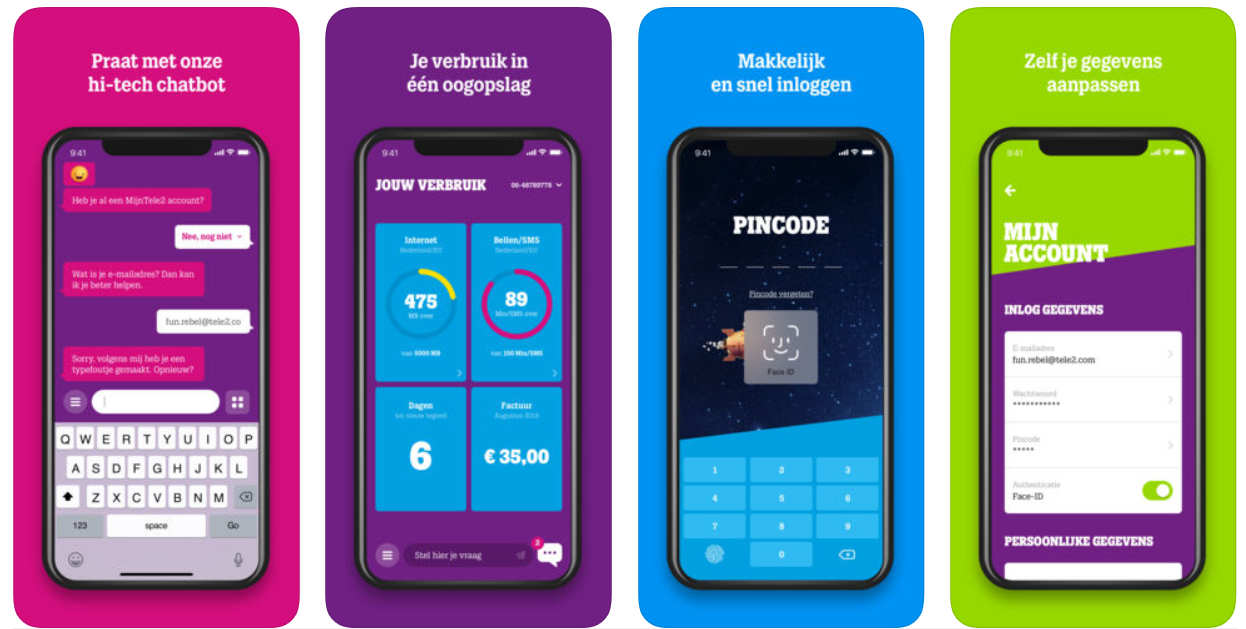 Praat met onze
hi-tech chatbot
9:41
Heb je al een MijnTele2 account?
Nee, nog niet
Wat is je e-mailadres? Dan kan
ik je beter helpen.
fun.rebel@tele2.co
Sorry, volgens mij heb je een
typefoutje gemaakt. Opnieuw?
Q W E R T Y U I O P
A S D F G H J K L
Z X C V B N M
123 space Go
Je verbruik in
één oogopslag
9:41
JOUW VERBRUIK 06-48780778
Internet
Nederland/EU
475
MB over
van 5000 MB
Bellen/SMS
Nederland/EU
89
Min/SMS over
van 100 Min/SMS
Dagen
tot nieuw tegoed
6
Factuur
Augustus 2018
€ 35,00
Stel hier je vraag
2
Makkelijk
en snel inloggen
9:41
PINCODE
Pincode vergeten?
Face ID
1 2 3
4 5 6
7 8 9
0
Zelf je gegevens
aanpassen
9:41
MIJN
ACCOUNT
INLOG GEGEVENS
E-mailadres
fun.rebel@tele2.com
Wachtwoord
***********
Pincode
*****
Authenticatie
Face-ID
PERSOONLIJKE GEGEVENS